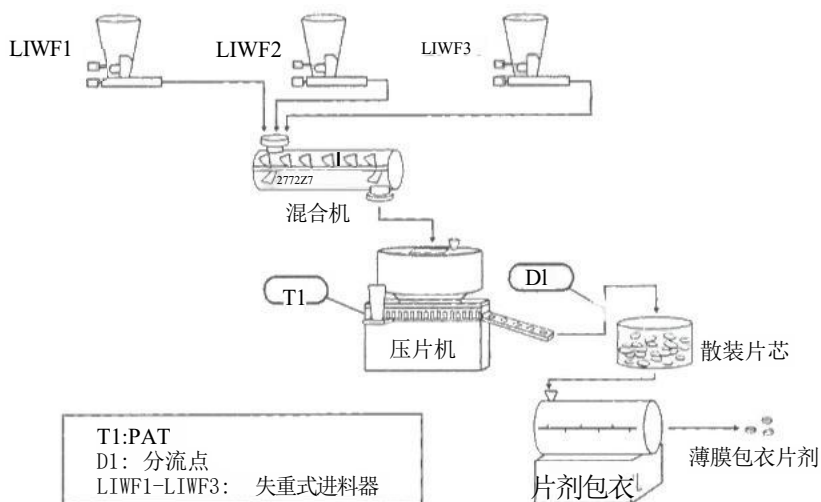 LIWF1
LIWF2
LIWF3
2772Z7
混合机
T1
D1
压片机
散装片芯
片剂包衣
薄膜包衣片剂
T1:PAT
D1: 分流点
LIWF1-LIWF3: 失重式进料器